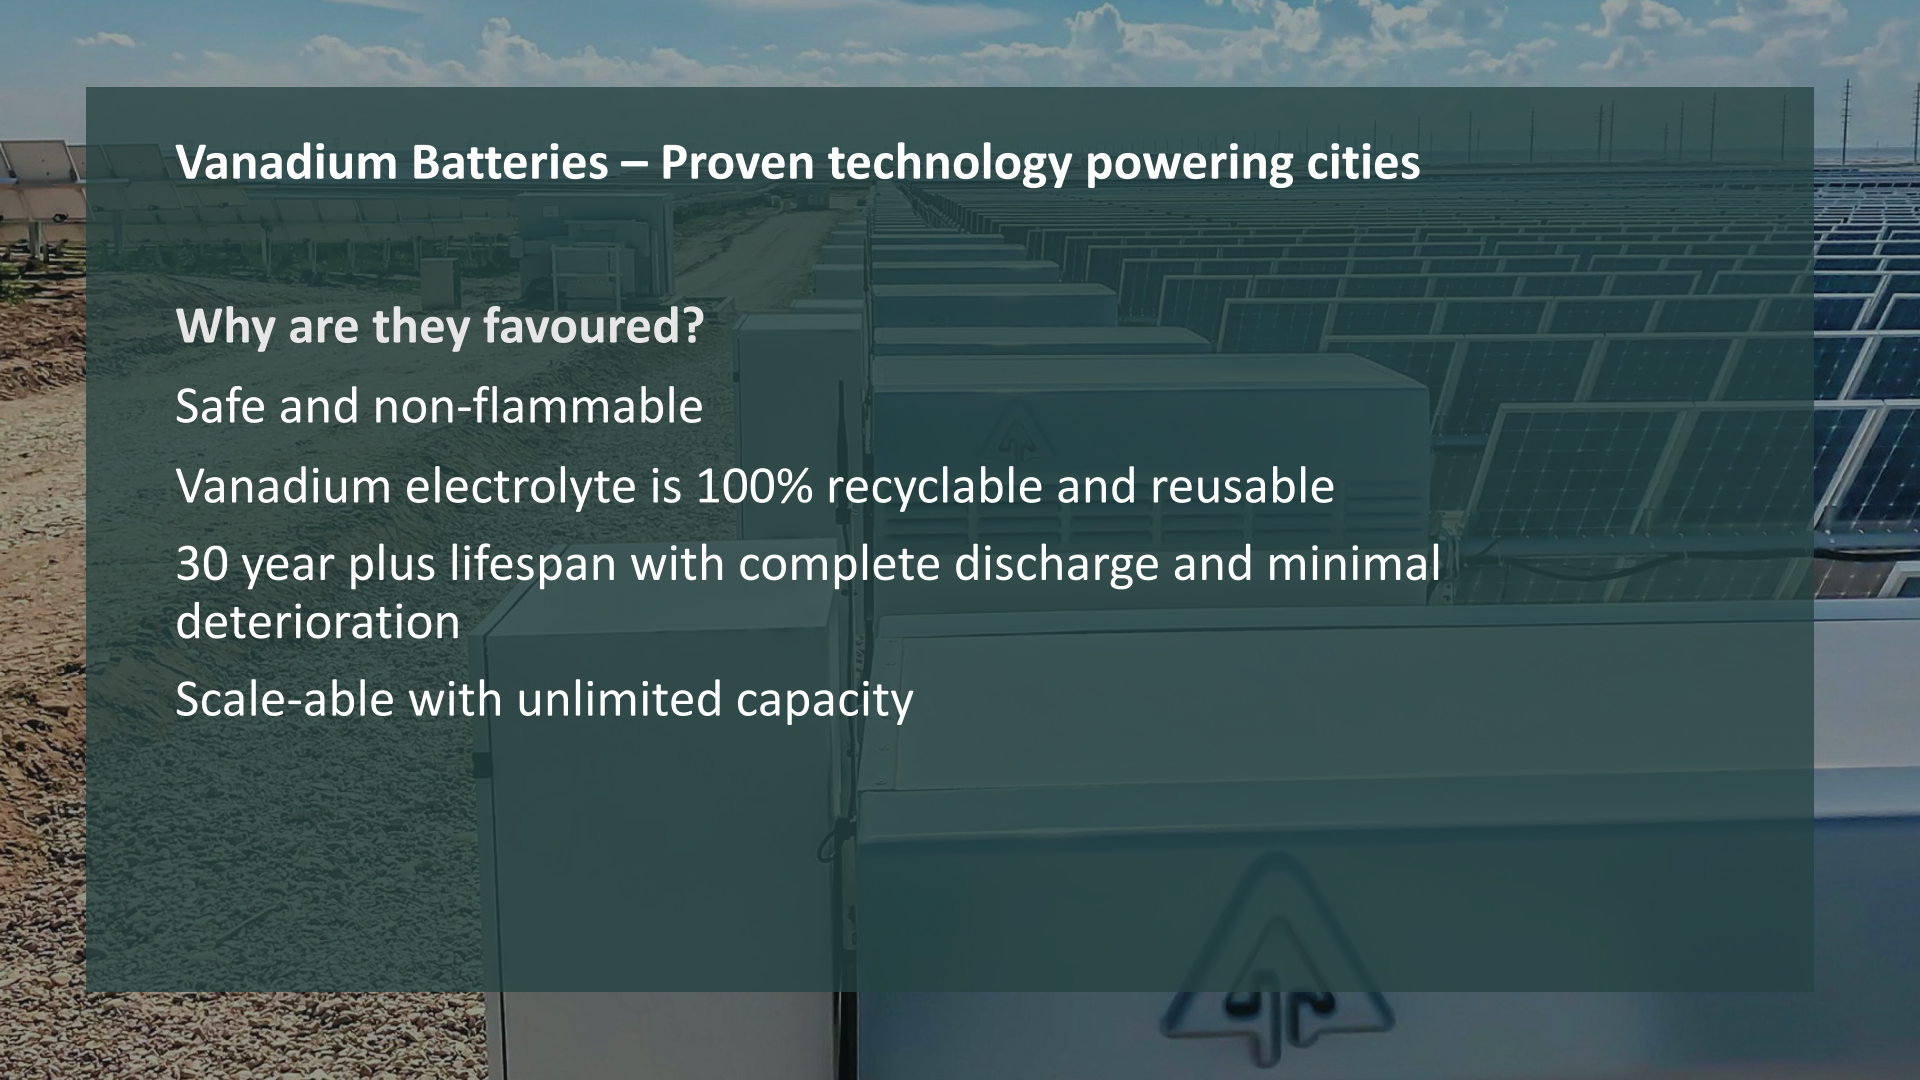 Vanadium Batteries – Proven technology powering cities
Why are they favoured?
Safe and non-flammable
Vanadium electrolyte is 100% recyclable and reusable
30 year plus lifespan with complete discharge and minimal
deterioration
Scale-able with unlimited capacity